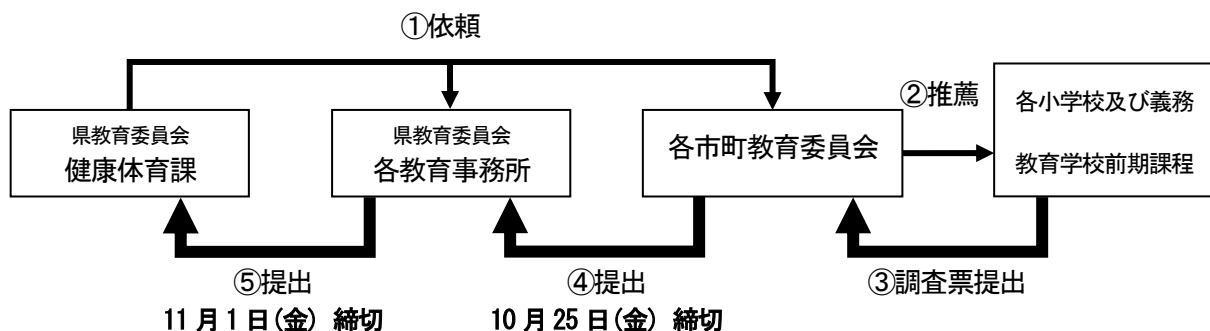 ①依頼
②推薦
県教育委員会
健康体育課
県教育委員会
各教育事務所
各市町教育委員会
各小学校及び義務
教育学校前期課程
⑤提出
11月1日(金) 締切
④提出
10月25日(金) 締切
③調査票提出